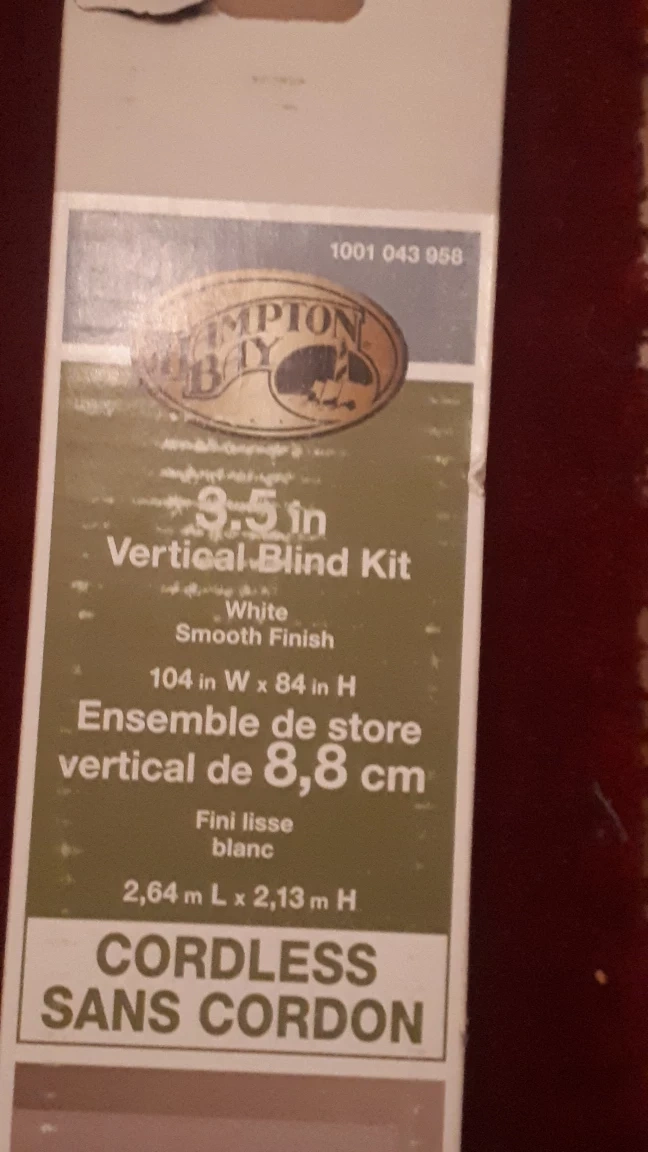 1001 043 958
HAMPTON
BAY
3.5 in
Vertical Blind Kit
White
Smooth Finish
104 in W x 84 in H
Ensemble de store
vertical de 8,8 cm
Fini lisse
blanc
2,64 m L x 2,13 m H
CORDLESS
SANS CORDON